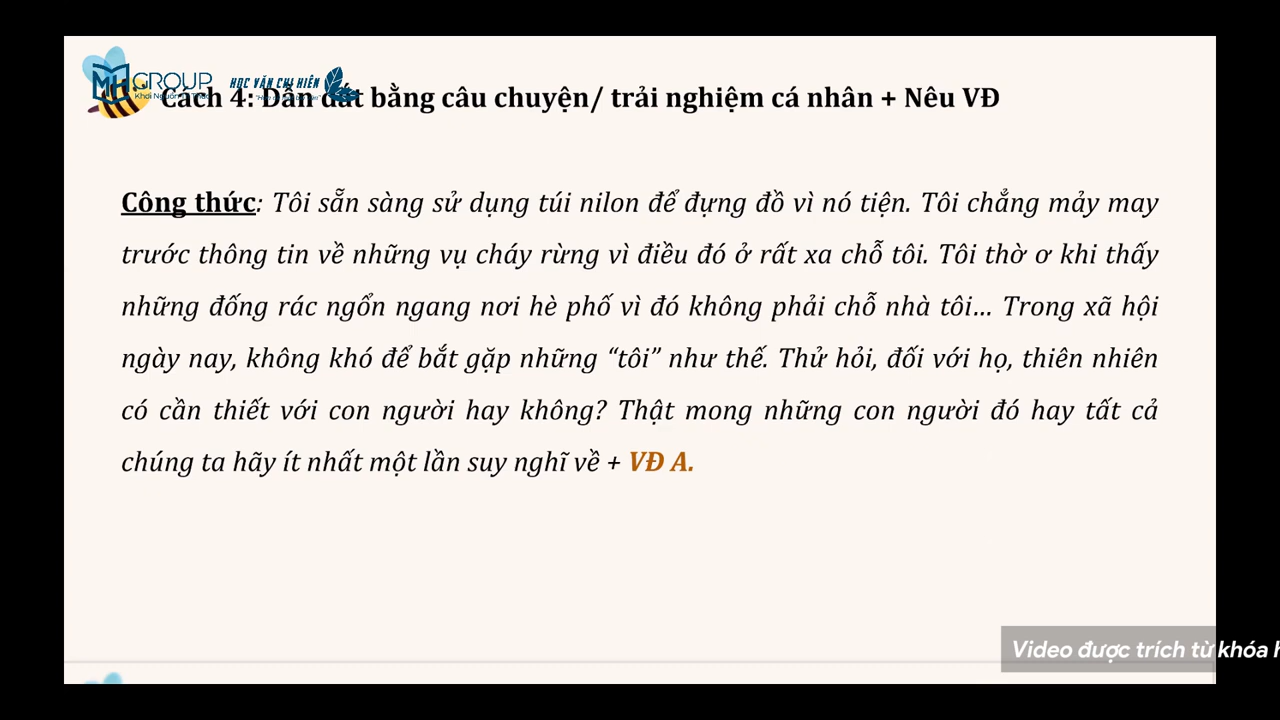 MH GROUP
HỌC VĂN CHỊ HIÊN
Khơi Nguồn Tri Thức
Cách 4: Dẫn dắt bằng câu chuyện/ trải nghiệm cá nhân + Nêu VĐ
Công thức: Tôi sẵn sàng sử dụng túi nilon để đựng đồ vì nó tiện. Tôi chẳng mảy may
trước thông tin về những vụ cháy rừng vì điều đó ở rất xa chỗ tôi. Tôi thờ ơ khi thấy
những đống rác ngổn ngang nơi hè phố vì đó không phải chỗ nhà tôi... Trong xã hội
ngày nay, không khó để bắt gặp những “tôi” như thế. Thử hỏi, đối với họ, thiên nhiên
có cần thiết với con người hay không? Thật mong những con người đó hay tất cả
chúng ta hãy ít nhất một lần suy nghĩ về + VĐ A.
Video được trích từ khóa h